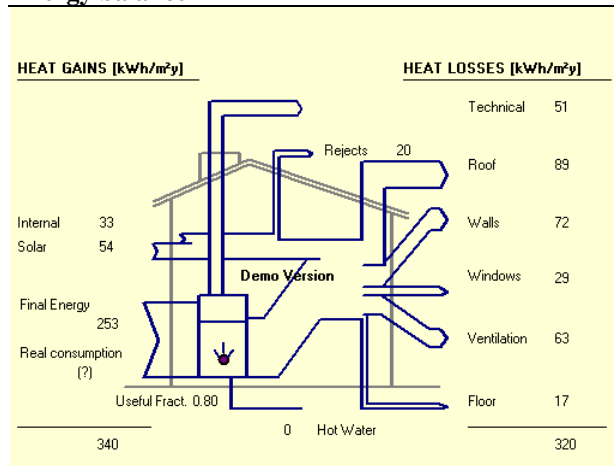 HEAT GAINS [kWh/m²y]
HEAT LOSSES [kWh/m²y]
Technical 51
Rejects 20
Roof 89
Internal 33
Walls 72
Solar 54
Demo Version
Windows 29
Final Energy
253
Ventilation 63
Real consumption
(?)
Useful Fract. 0.80
Floor 17
0 Hot Water
340
320